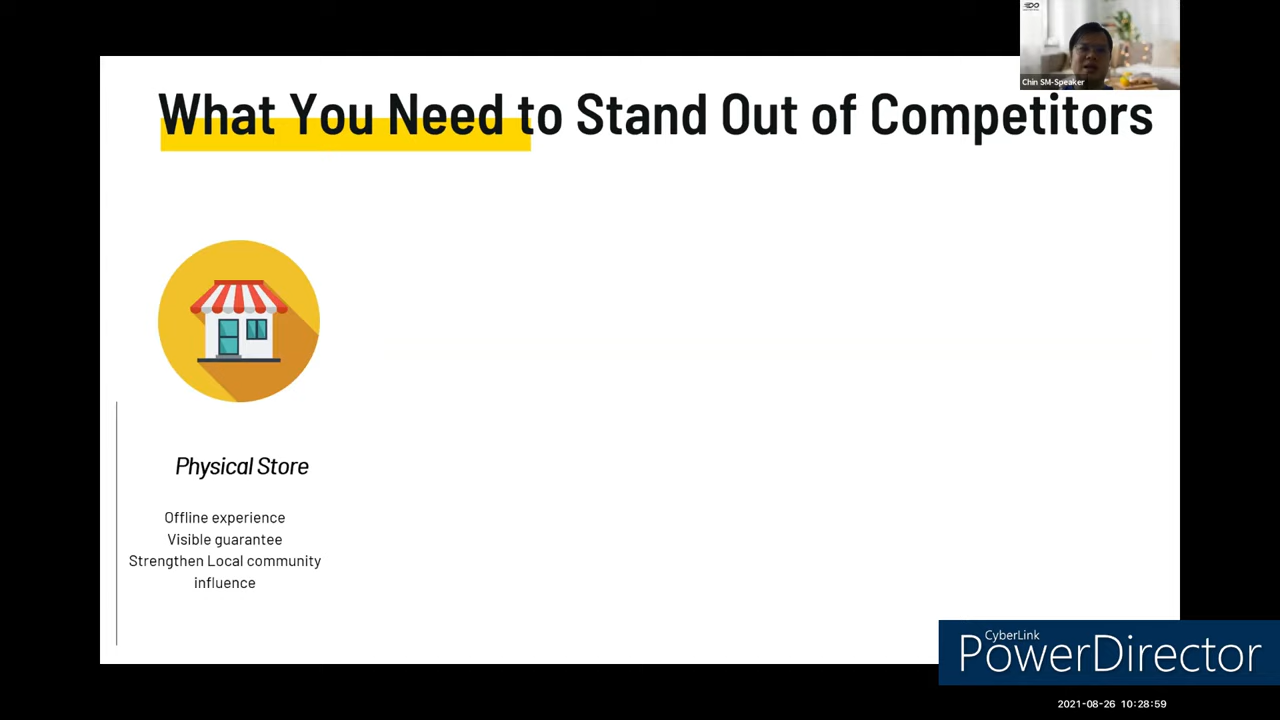 Chin SM-Speaker
What You Need to Stand Out of Competitors
Physical Store
Offline experience
Visible guarantee
Strengthen Local community
influence
CyberLink
PowerDirector
2021-08-26 10:28:59